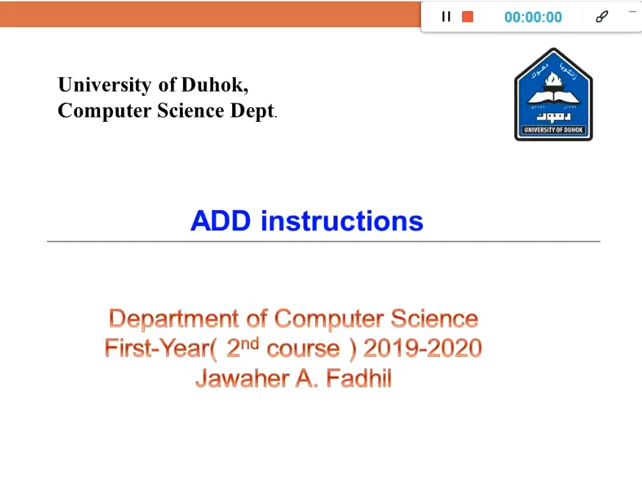 00:00:00
University of Duhok,
Computer Science Dept.
UNIVERSITY OF DUHOK
ADD instructions
Department of Computer Science
First-Year( 2nd course ) 2019-2020
Jawaher A. Fadhil